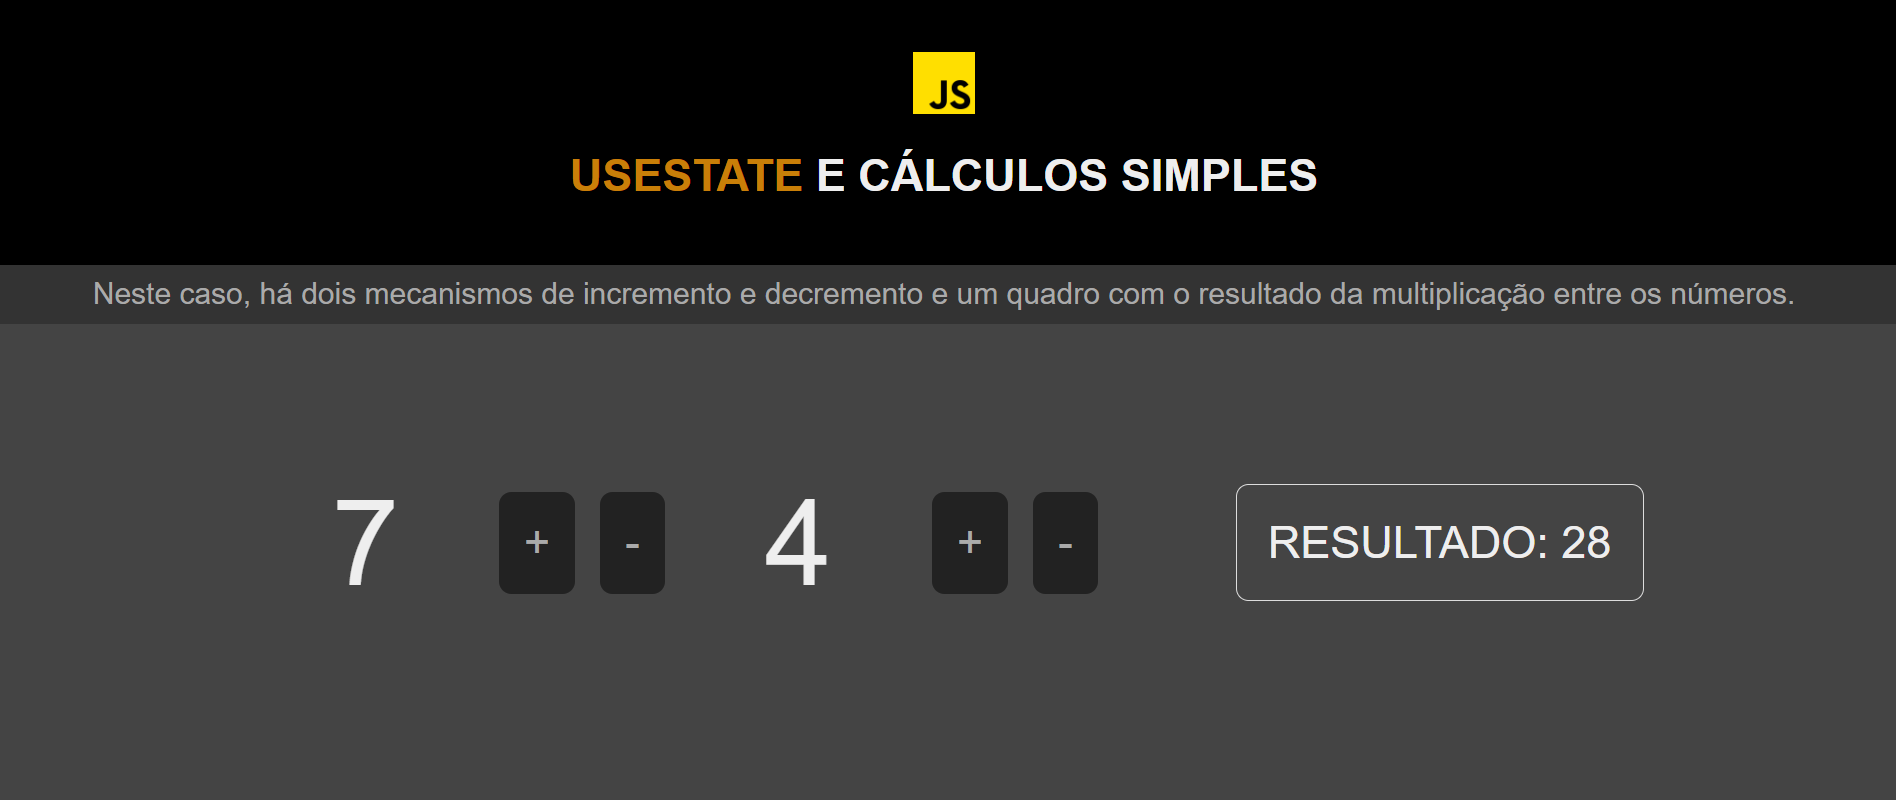 JS
USESTATE E CÁLCULOS SIMPLES
Neste caso, há dois mecanismos de incremento e decremento e um quadro com o resultado da multiplicação entre os números.
7 + - 4 + - RESULTADO: 28